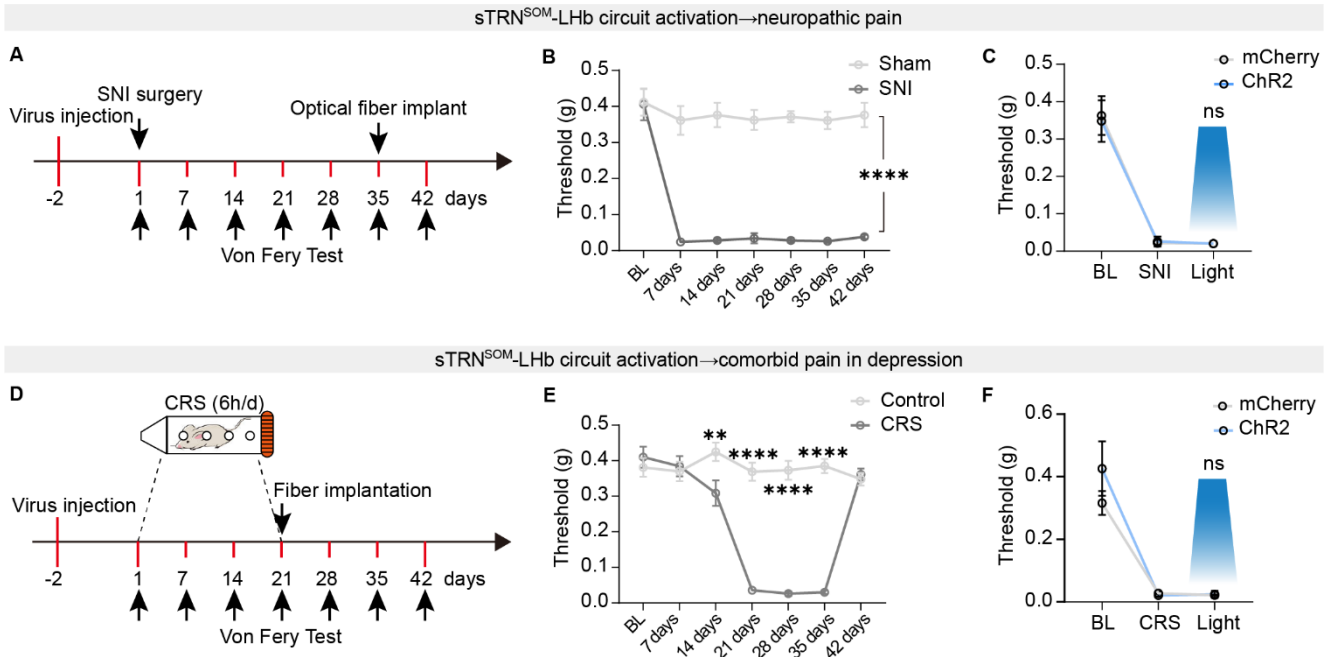 sTRNSOM-LHb circuit activation→neuropathic pain
A
SNI surgery
Virus injection
Optical fiber implant
-2 1 7 14 21 28 35 42 days
Von Fery Test
B
Sham
SNI
Threshold (g)
0.5
0.4
0.3
0.2
0.1
0.0
****
BL 7 days 14 days 21 days 28 days 35 days 42 days
C
mCherry
ChR2
Threshold (g)
0.5
0.4
0.3
0.2
0.1
0.0
ns
BL SNI Light
sTRNSOM-LHb circuit activation→comorbid pain in depression
D
CRS (6h/d)
Virus injection
Fiber implantation
-2 1 7 14 21 28 35 42 days
Von Fery Test
E
Control
CRS
Threshold (g)
0.5
0.4
0.3
0.2
0.1
0.0
** **** **** ****
BL 7 days 14 days 21 days 28 days 35 days 42 days
F
mCherry
ChR2
Threshold (g)
0.6
0.4
0.2
0.0
ns
BL CRS Light